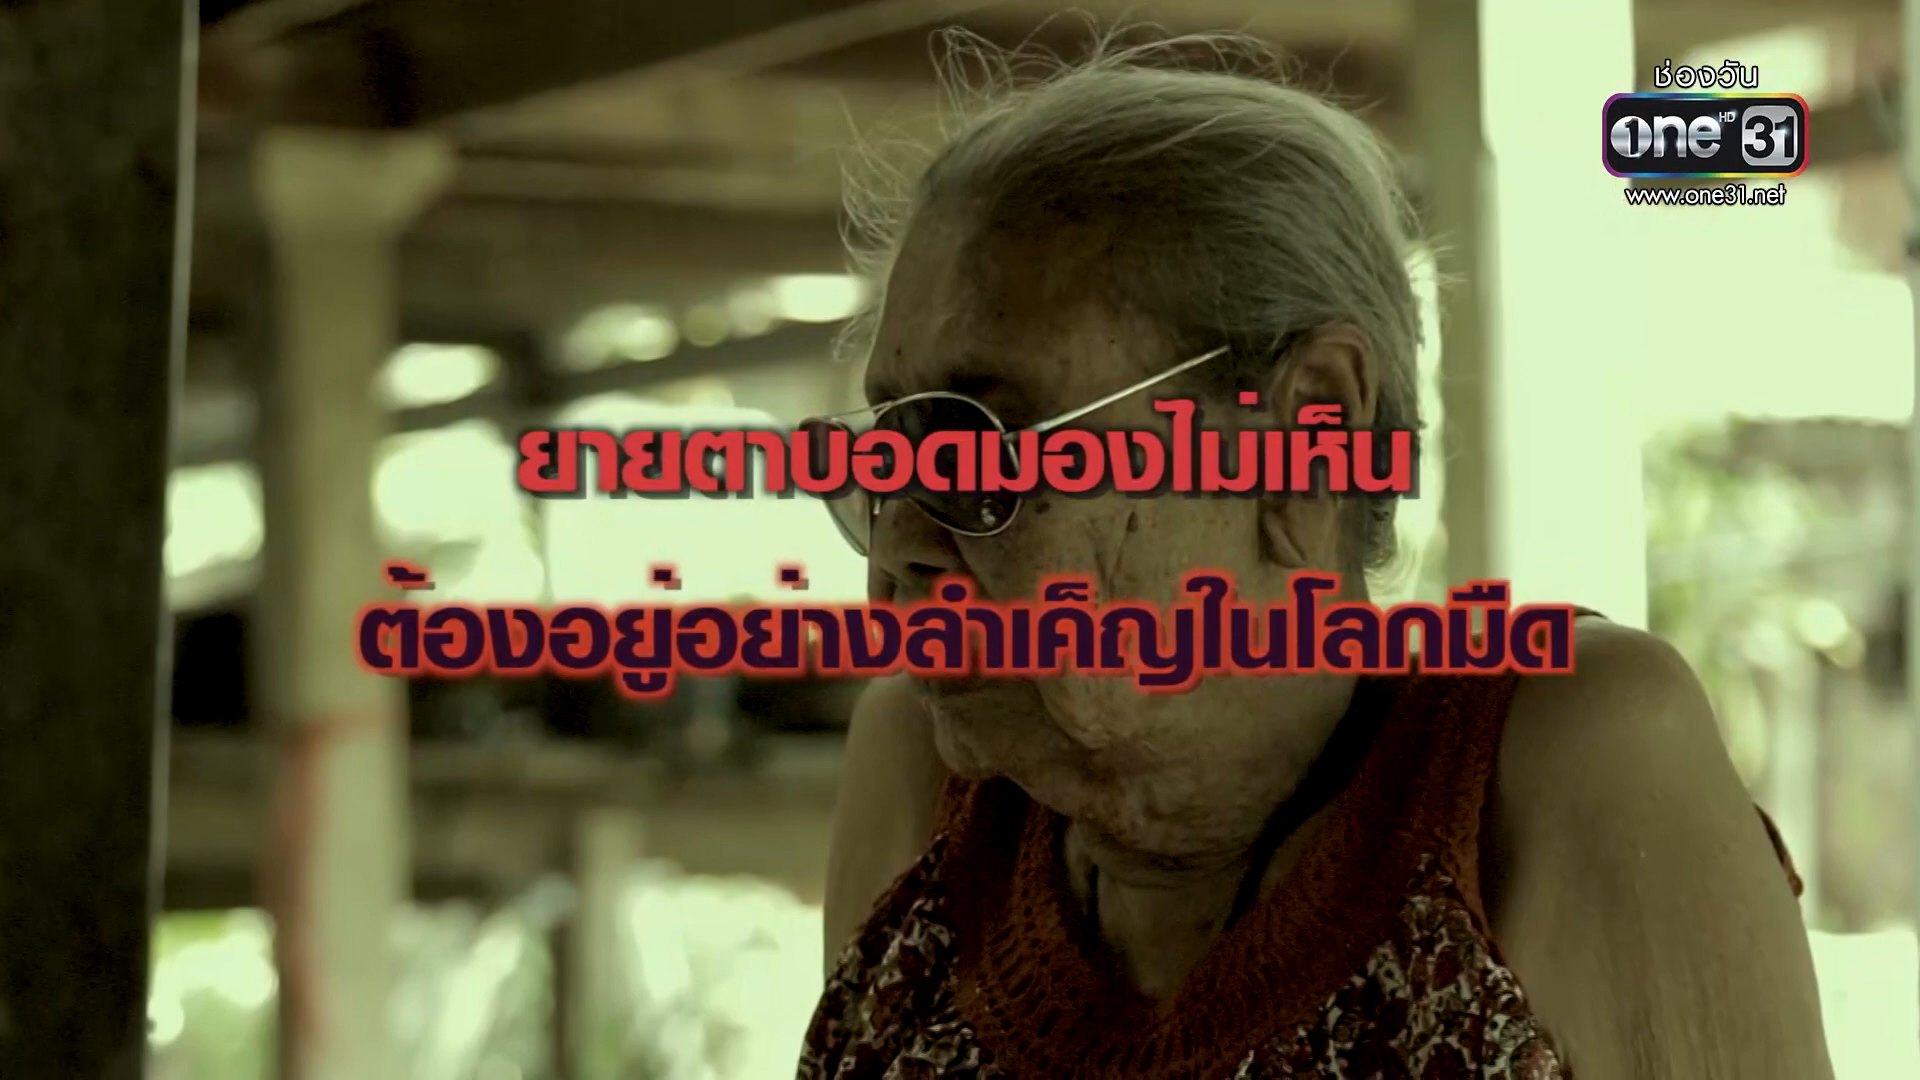 ช่องวัน
one HD 31
www.one31.net
ยายตาบอดมองไม่เห็น
ต้องอยู่อย่างลำเค็ญในโลกมืด